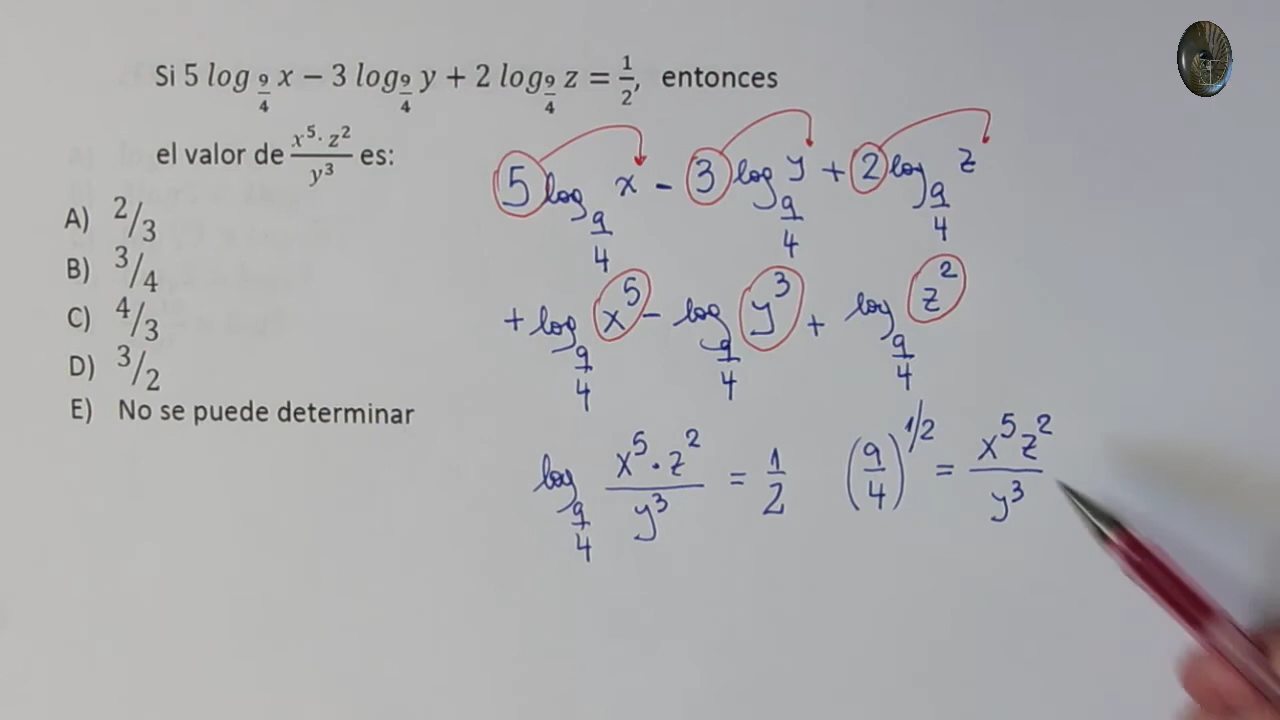 Si 5 log 9/4 x − 3 log 9/4 y + 2 log 9/4 z = 1/2, entonces
el valor de x⁵· z² / y³ es:
A) 2/3
B) 3/4
C) 4/3
D) 3/2
E) No se puede determinar
5 log 9/4 x − 3 log 9/4 y + 2 log 9/4 z
+ log 9/4 x⁵ − log 9/4 y³ + log 9/4 z²
log 9/4 x⁵ · z² / y³ = 1/2 (9/4)^1/2 = x⁵ z² / y³